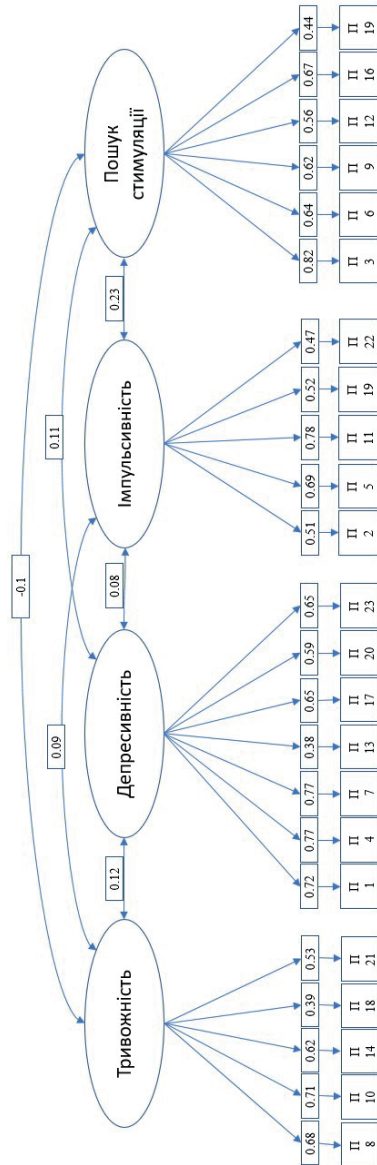 -0.1
0.09 0.11
0.12 0.08 0.23
Тривожність Депресивність Імпульсивність Пошук
стимуляції
0.68 0.71 0.62 0.39 0.53 0.72 0.77 0.77 0.38 0.65 0.59 0.65 0.51 0.69 0.78 0.52 0.47 0.82 0.64 0.62 0.56 0.67 0.44
П П П П П П П П П П П П П П П П П П П П П П П
8 10 14 18 21 1 4 7 13 17 20 23 2 5 11 19 22 3 6 9 12 16 19